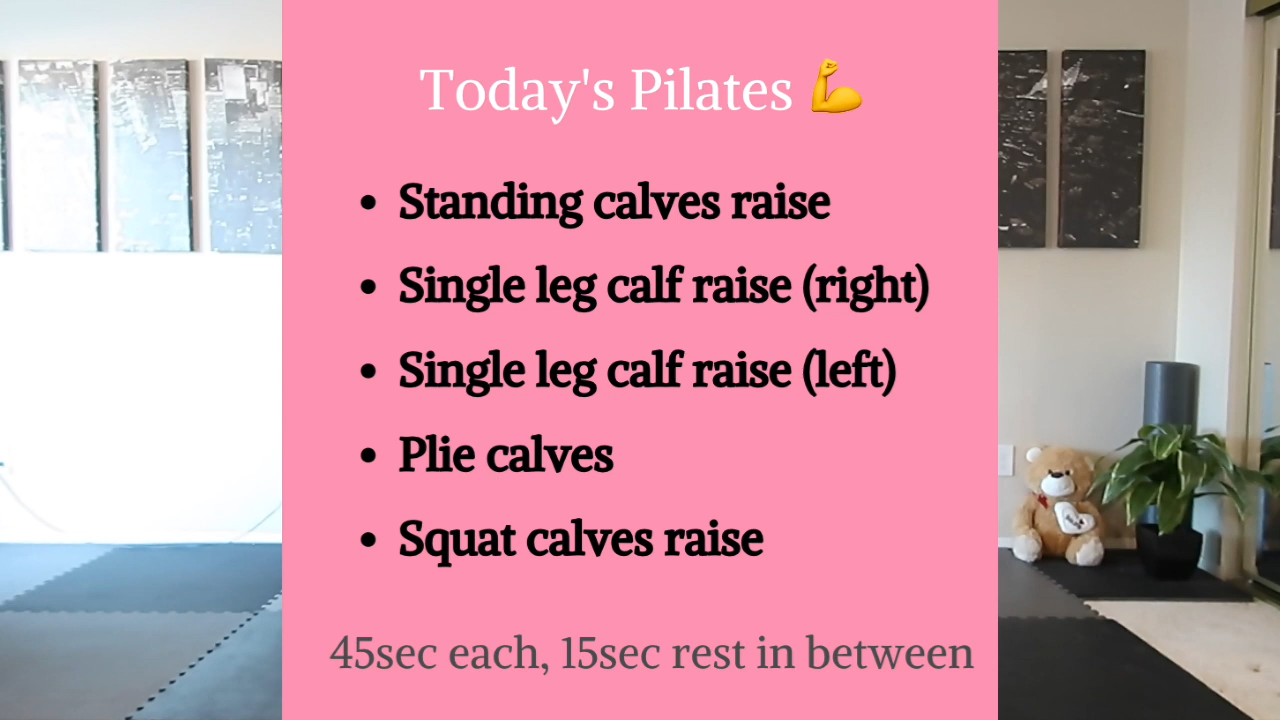 Today's Pilates 💪
• Standing calves raise
• Single leg calf raise (right)
• Single leg calf raise (left)
• Plie calves
• Squat calves raise
45sec each, 15sec rest in between